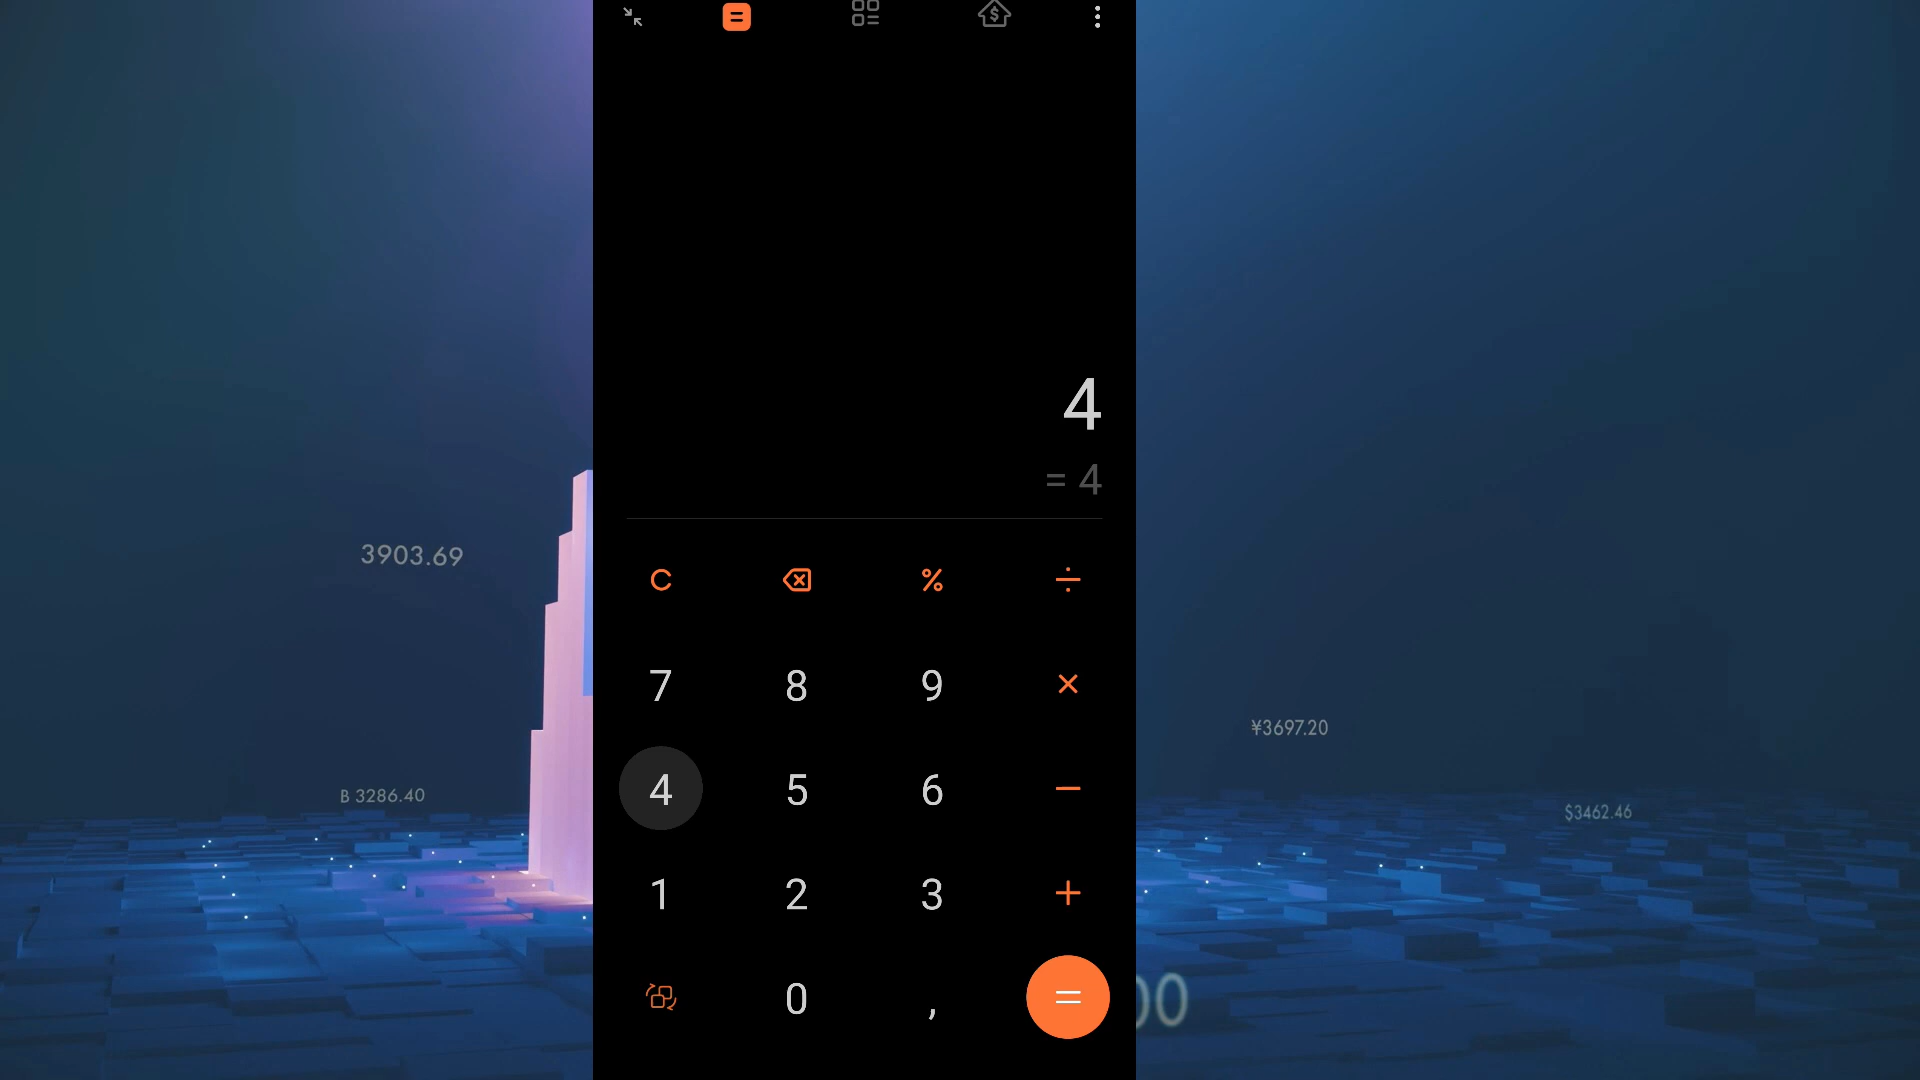 4
= 4
C % ÷
7 8 9 ×
4 5 6 −
1 2 3 +
0 , =
3903.69
¥3697.20
B 3286.40
$3462.46
00